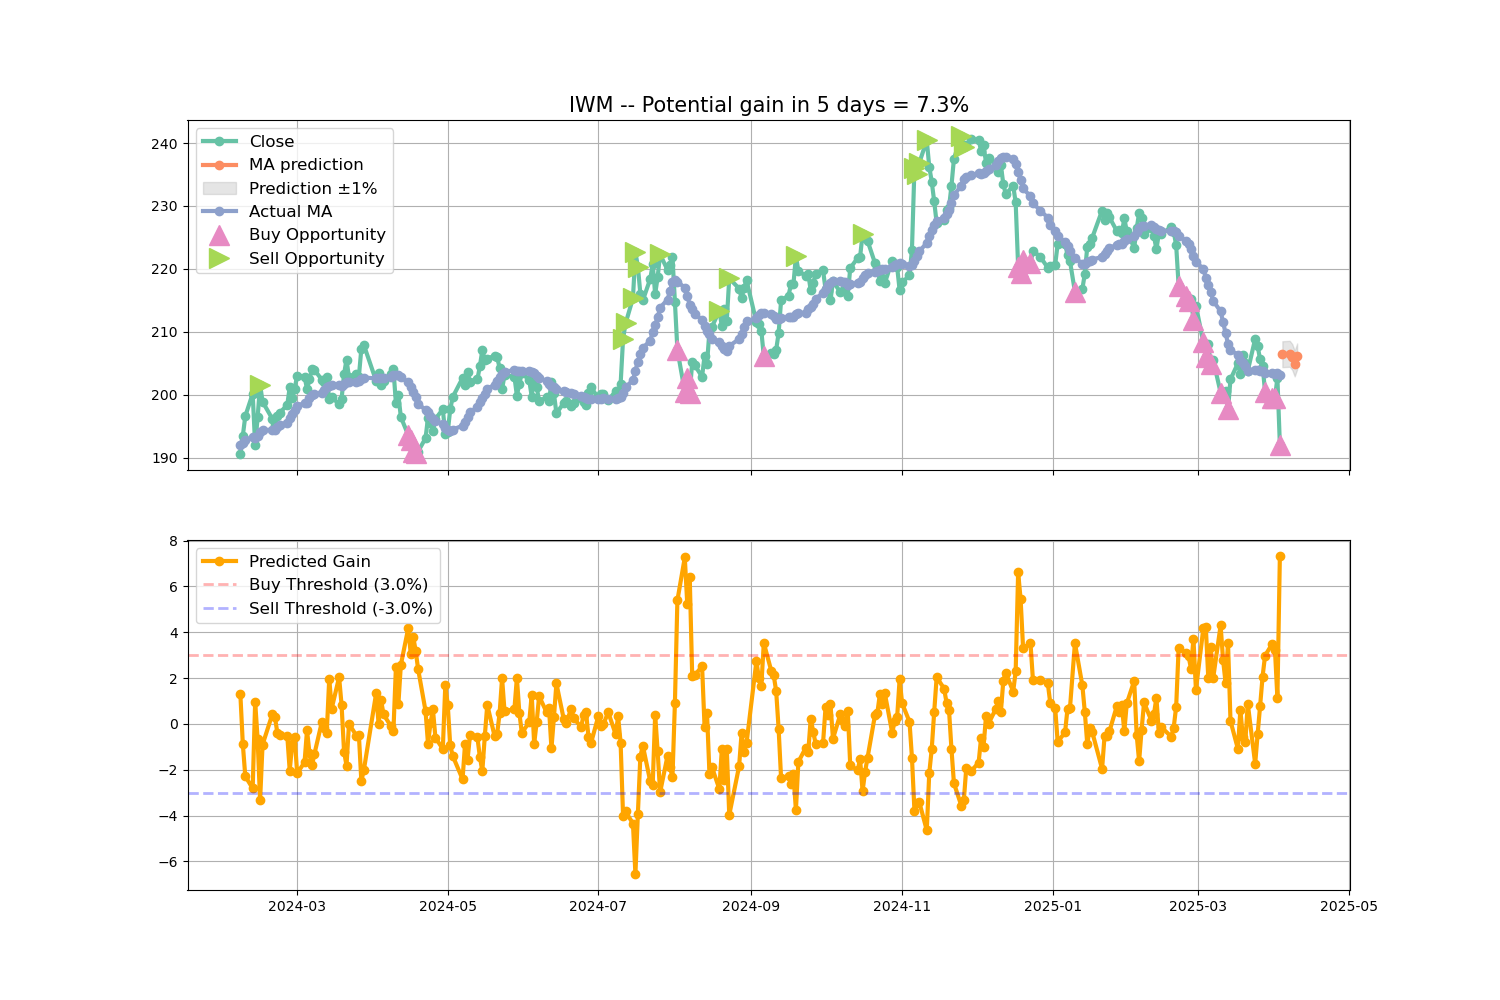 IWM -- Potential gain in 5 days = 7.3%
240
230
220
210
200
190
Close
MA prediction
Prediction ±1%
Actual MA
Buy Opportunity
Sell Opportunity
8
6
4
2
0
−2
−4
−6
Predicted Gain
Buy Threshold (3.0%)
Sell Threshold (-3.0%)
2024-03 2024-05 2024-07 2024-09 2024-11 2025-01 2025-03 2025-05